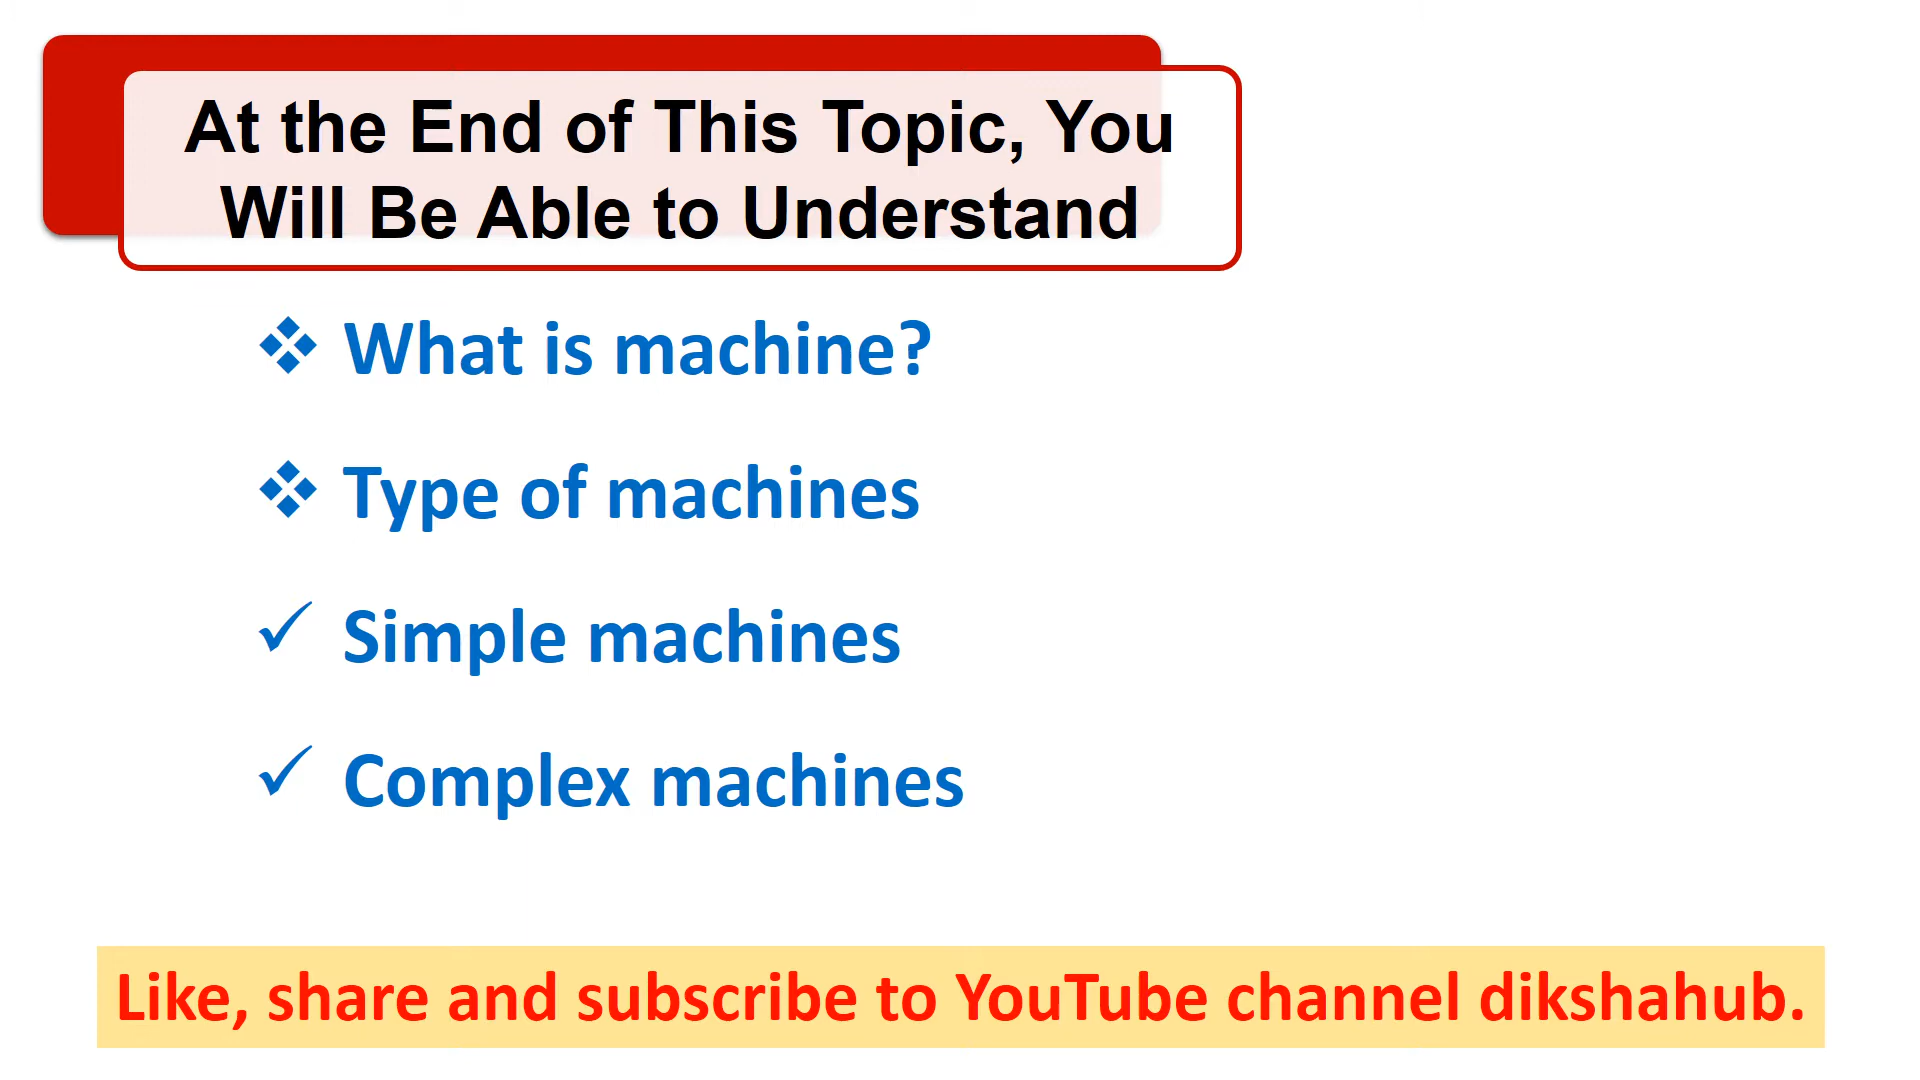 At the End of This Topic, You
Will Be Able to Understand
❖ What is machine?
❖ Type of machines
✓ Simple machines
✓ Complex machines
Like, share and subscribe to YouTube channel dikshahub.